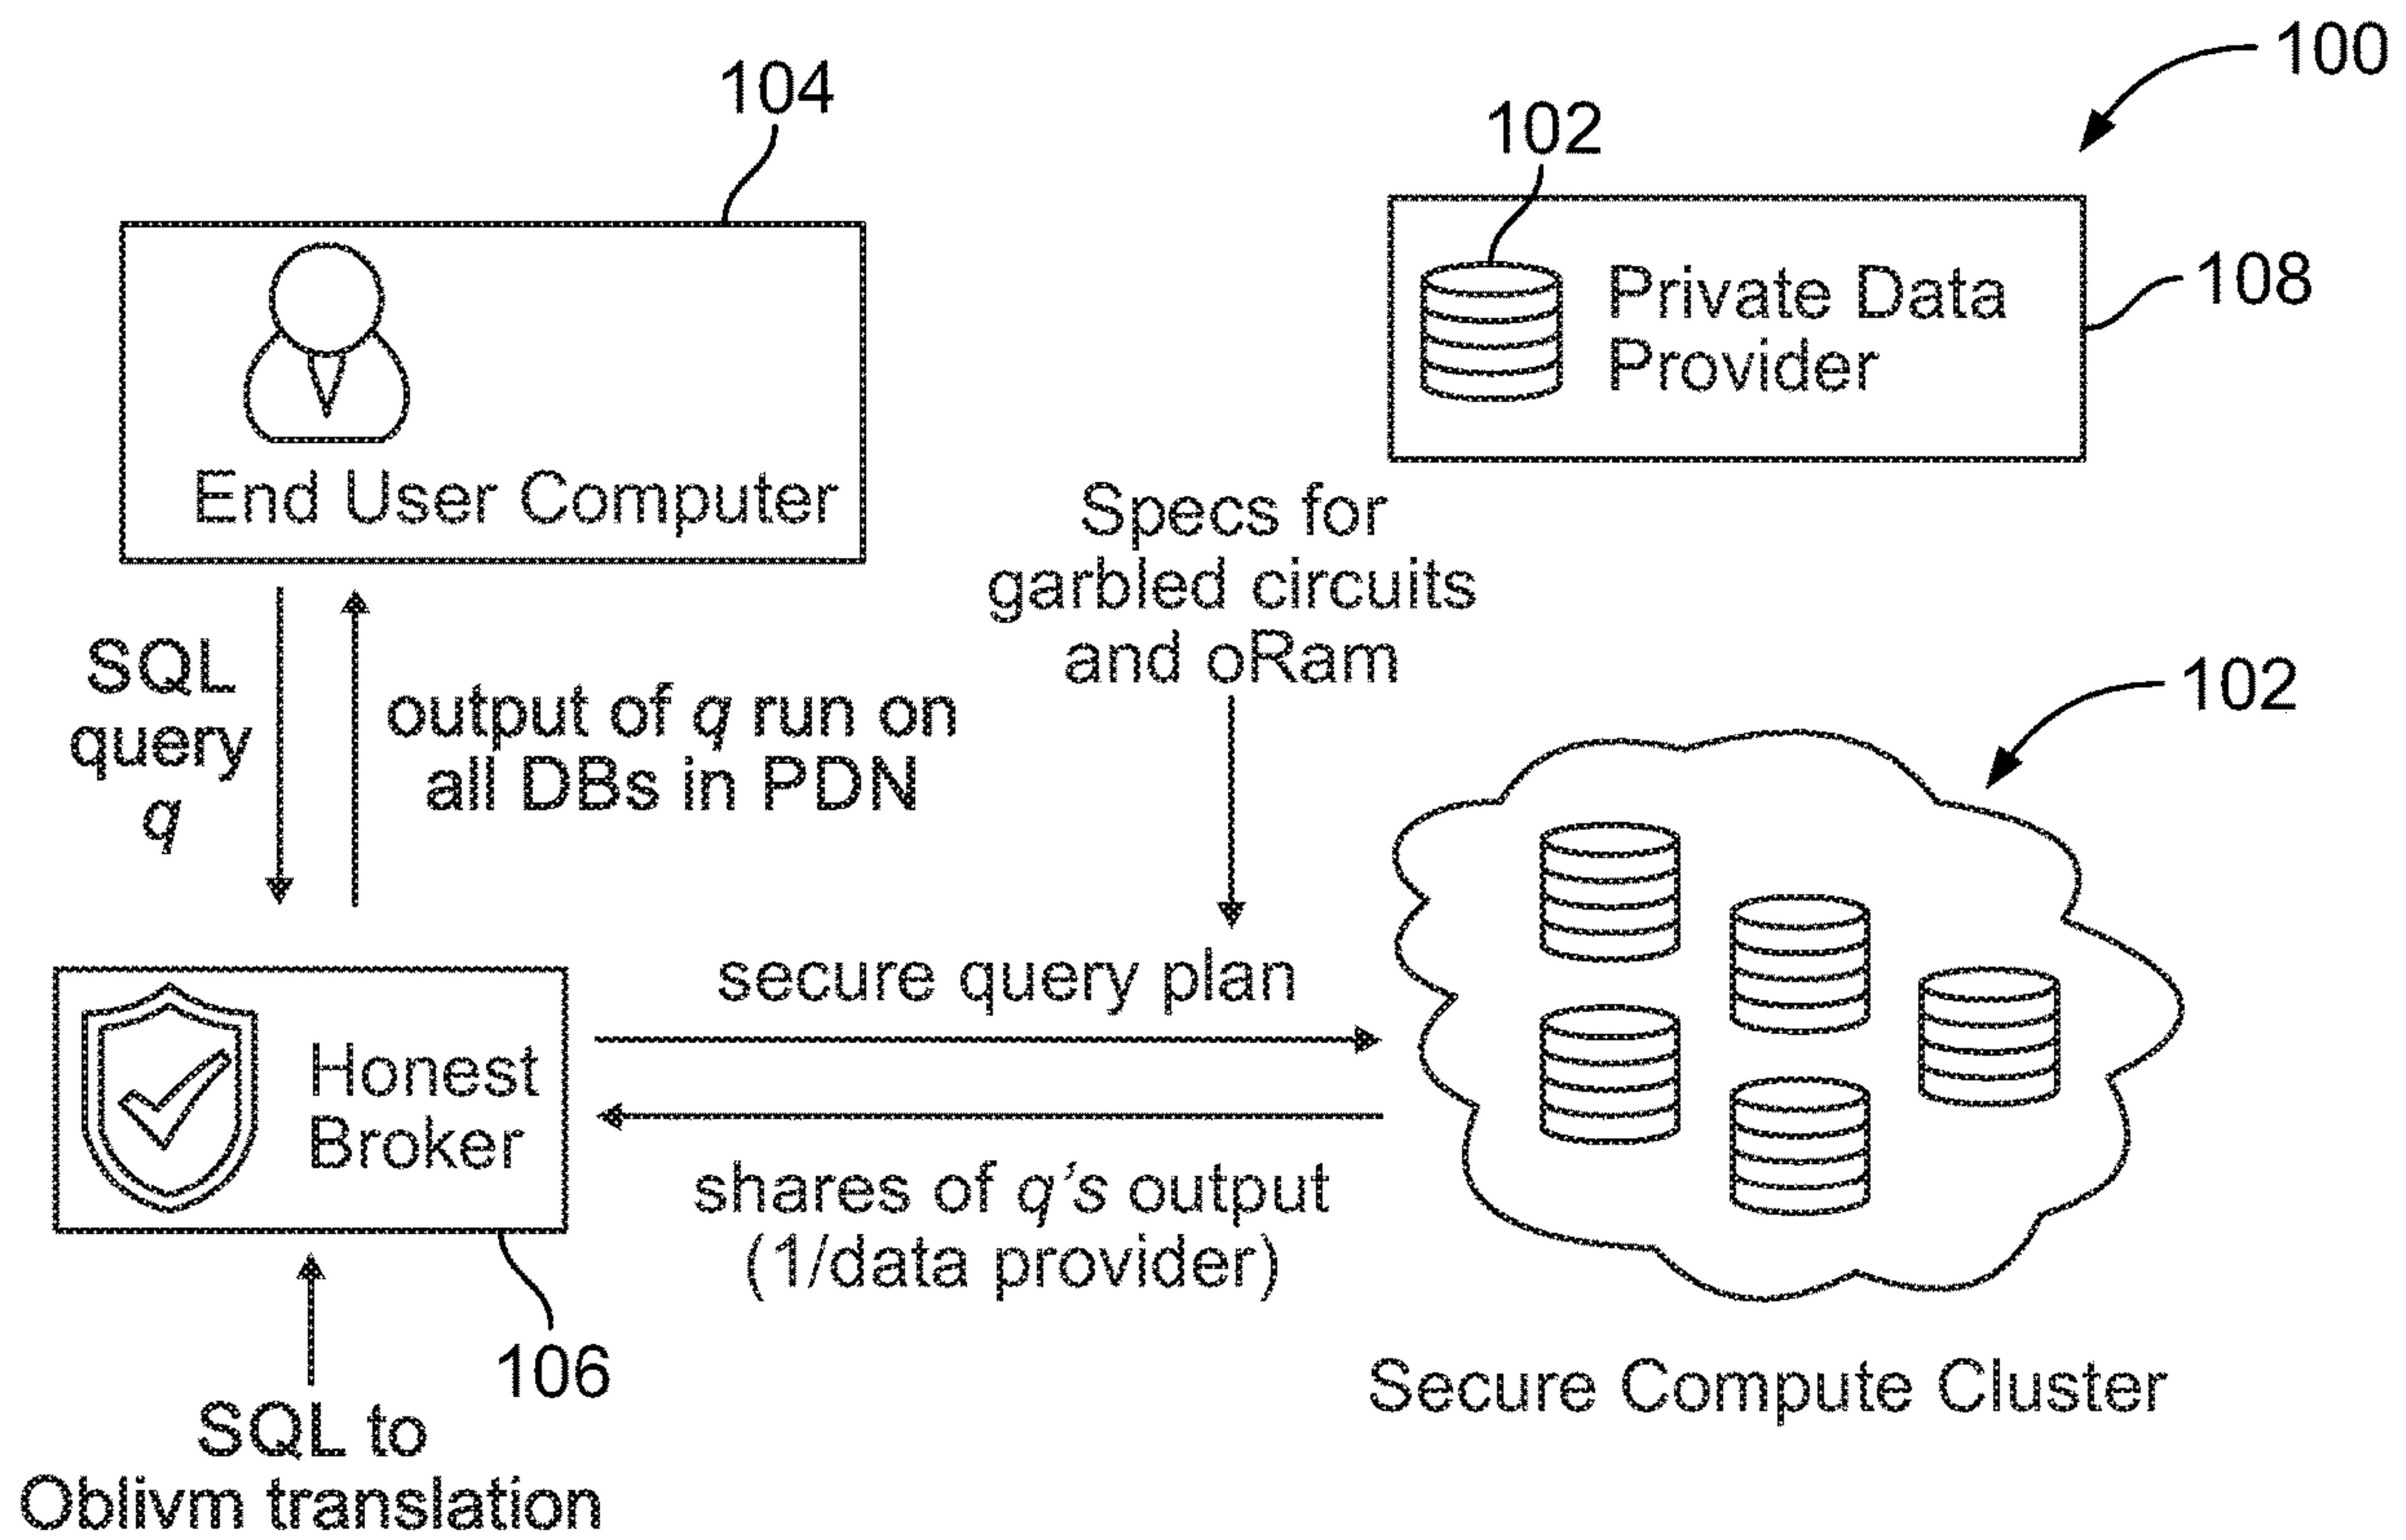 100
104
102
Private Data
Provider
108
End User Computer
Specs for
garbled circuits
and oRam
SQL
query
q
output of q run on
all DBs in PDN
102
secure query plan
Honest
Broker
shares of q's output
(1/data provider)
106
Secure Compute Cluster
SQL to
Oblivm translation